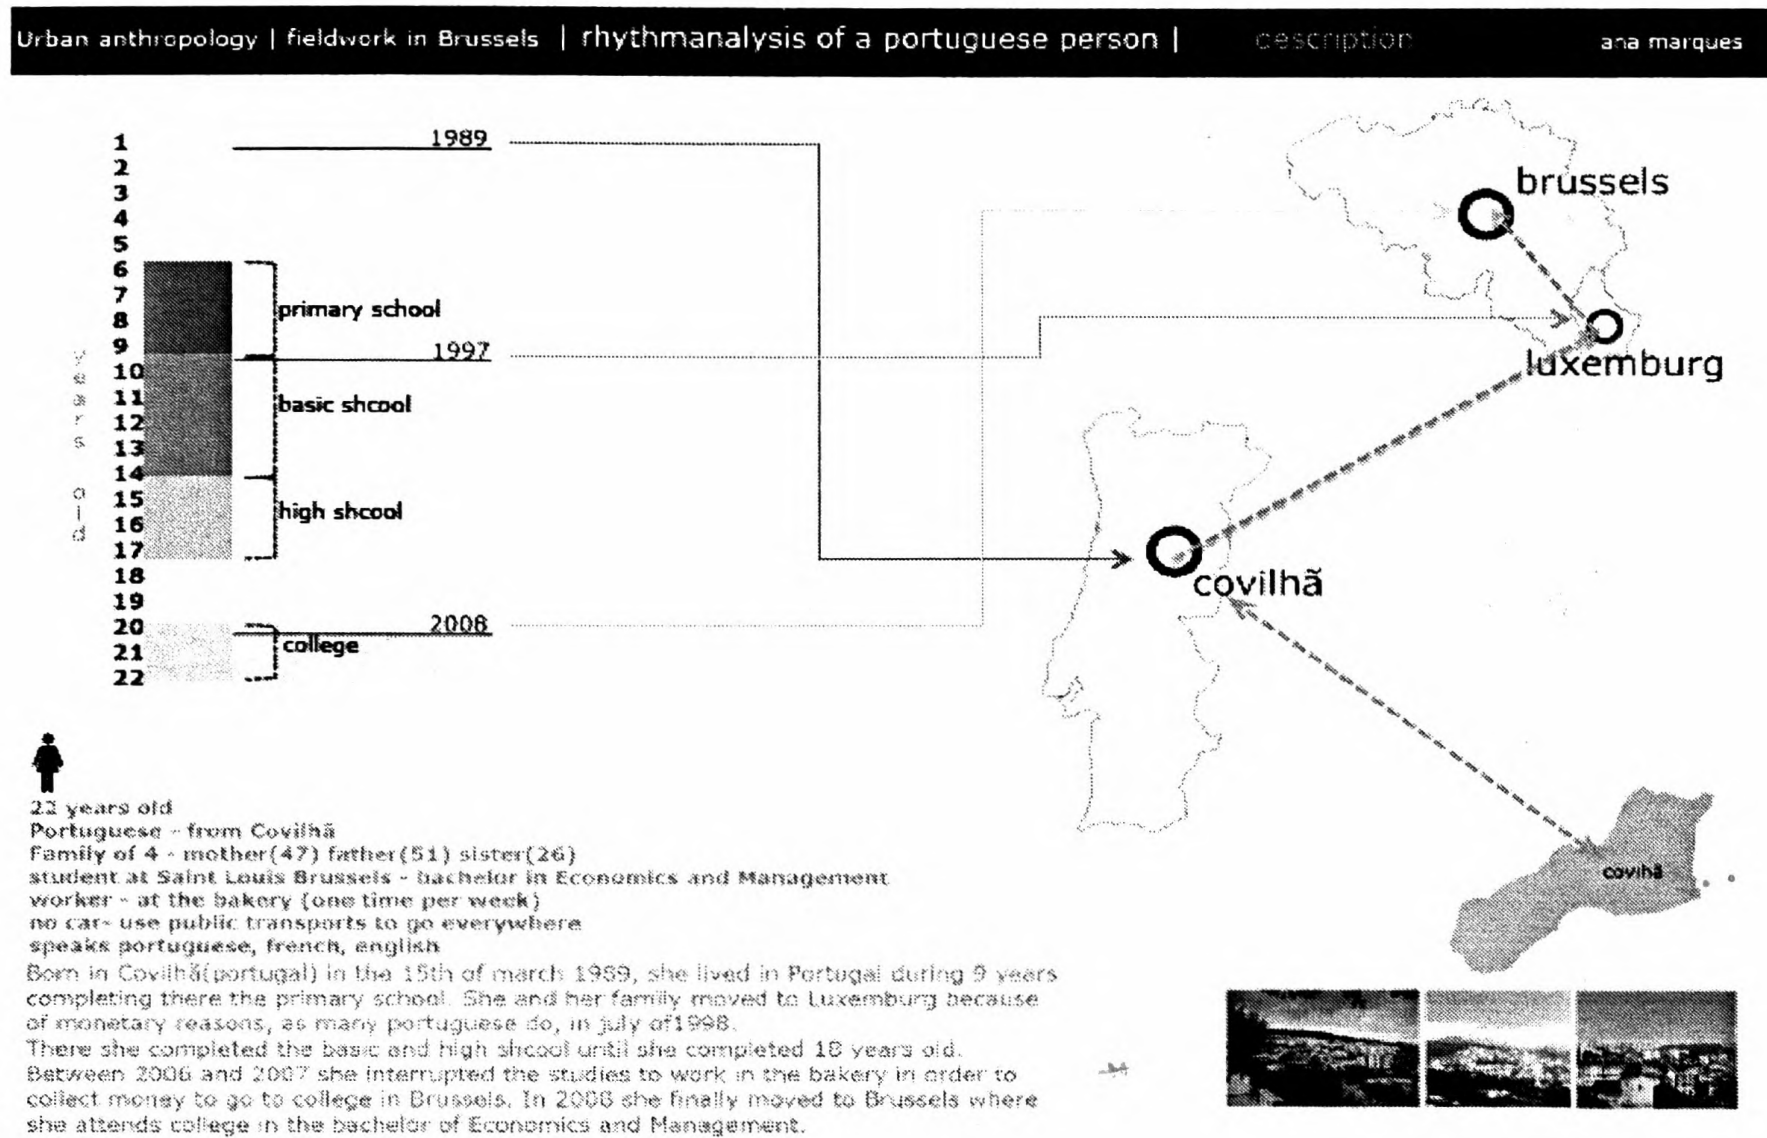 Urban anthropology | fieldwork in Brussels | rhythmanalysis of a portuguese person | description ana marques
1 1989
2
3
4
5
6
7
8 primary school
9 1997
10
11 basic shcool
12
13
14
15 high shcool
16
17
18
19
20 2008
21 college
22
years old
brussels
luxemburg
covilhã
covihã
22 years old
Portuguese - from Covilhã
Family of 4 - mother(47) father(51) sister(26)
student at Saint Louis Brussels - bachelor in Economics and Management
worker - at the bakery (one time per week)
no car- use public transports to go everywhere
speaks portuguese, french, english
Born in Covilhã(portugal) in the 15th of march 1989, she lived in Portugal during 9 years
completing there the primary school. She and her family moved to Luxemburg because
of monetary reasons, as many portuguese do, in july of1998.
There she completed the basic and high shcool until she completed 18 years old.
Between 2006 and 2007 she interrupted the studies to work in the bakery in order to
collect money to go to college in Brussels. In 2008 she finally moved to Brussels where
she attends college in the bachelor of Economics and Management.